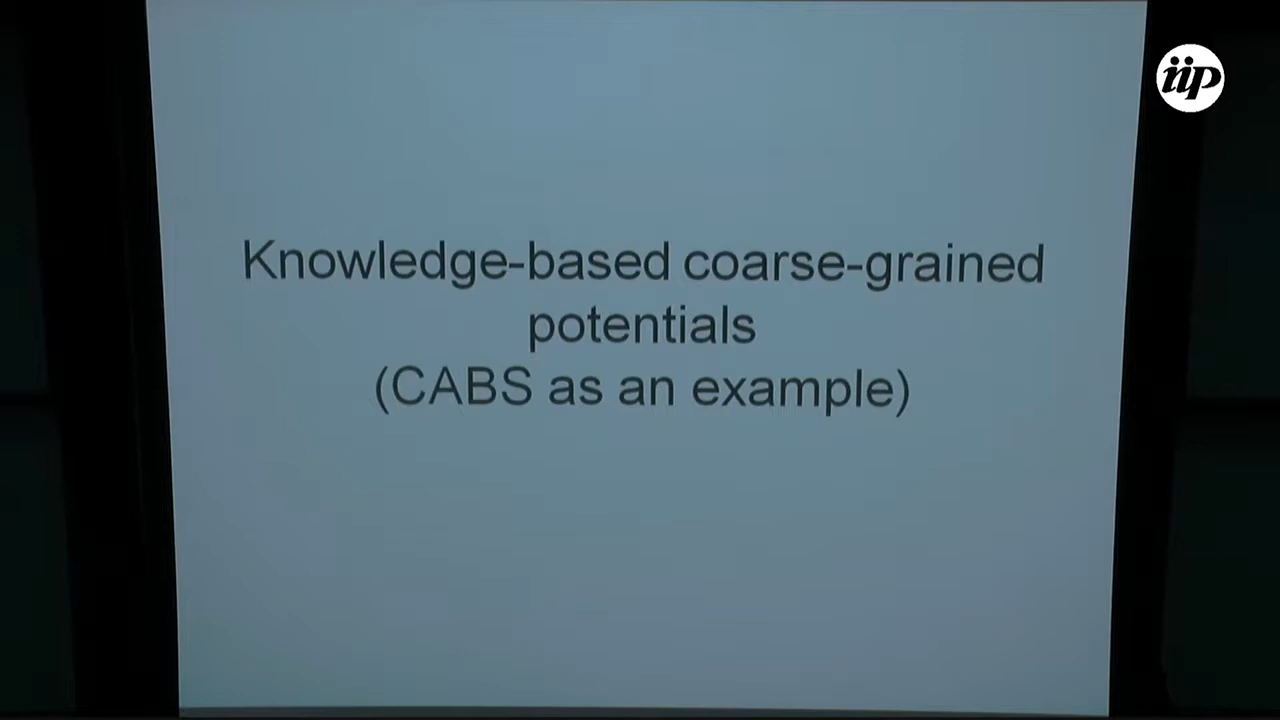 iip
Knowledge-based coarse-grained
potentials
(CABS as an example)